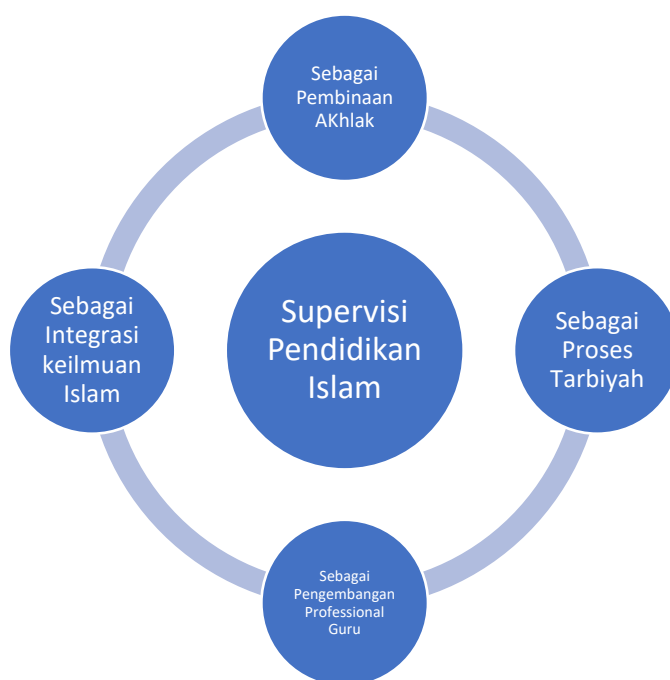 Sebagai
Pembinaan
AKhlak
Supervisi
Pendidikan
Islam
Sebagai
Proses
Tarbiyah
Sebagai
Pengembangan
Professional
Guru
Sebagai
Integrasi
keilmuan
Islam